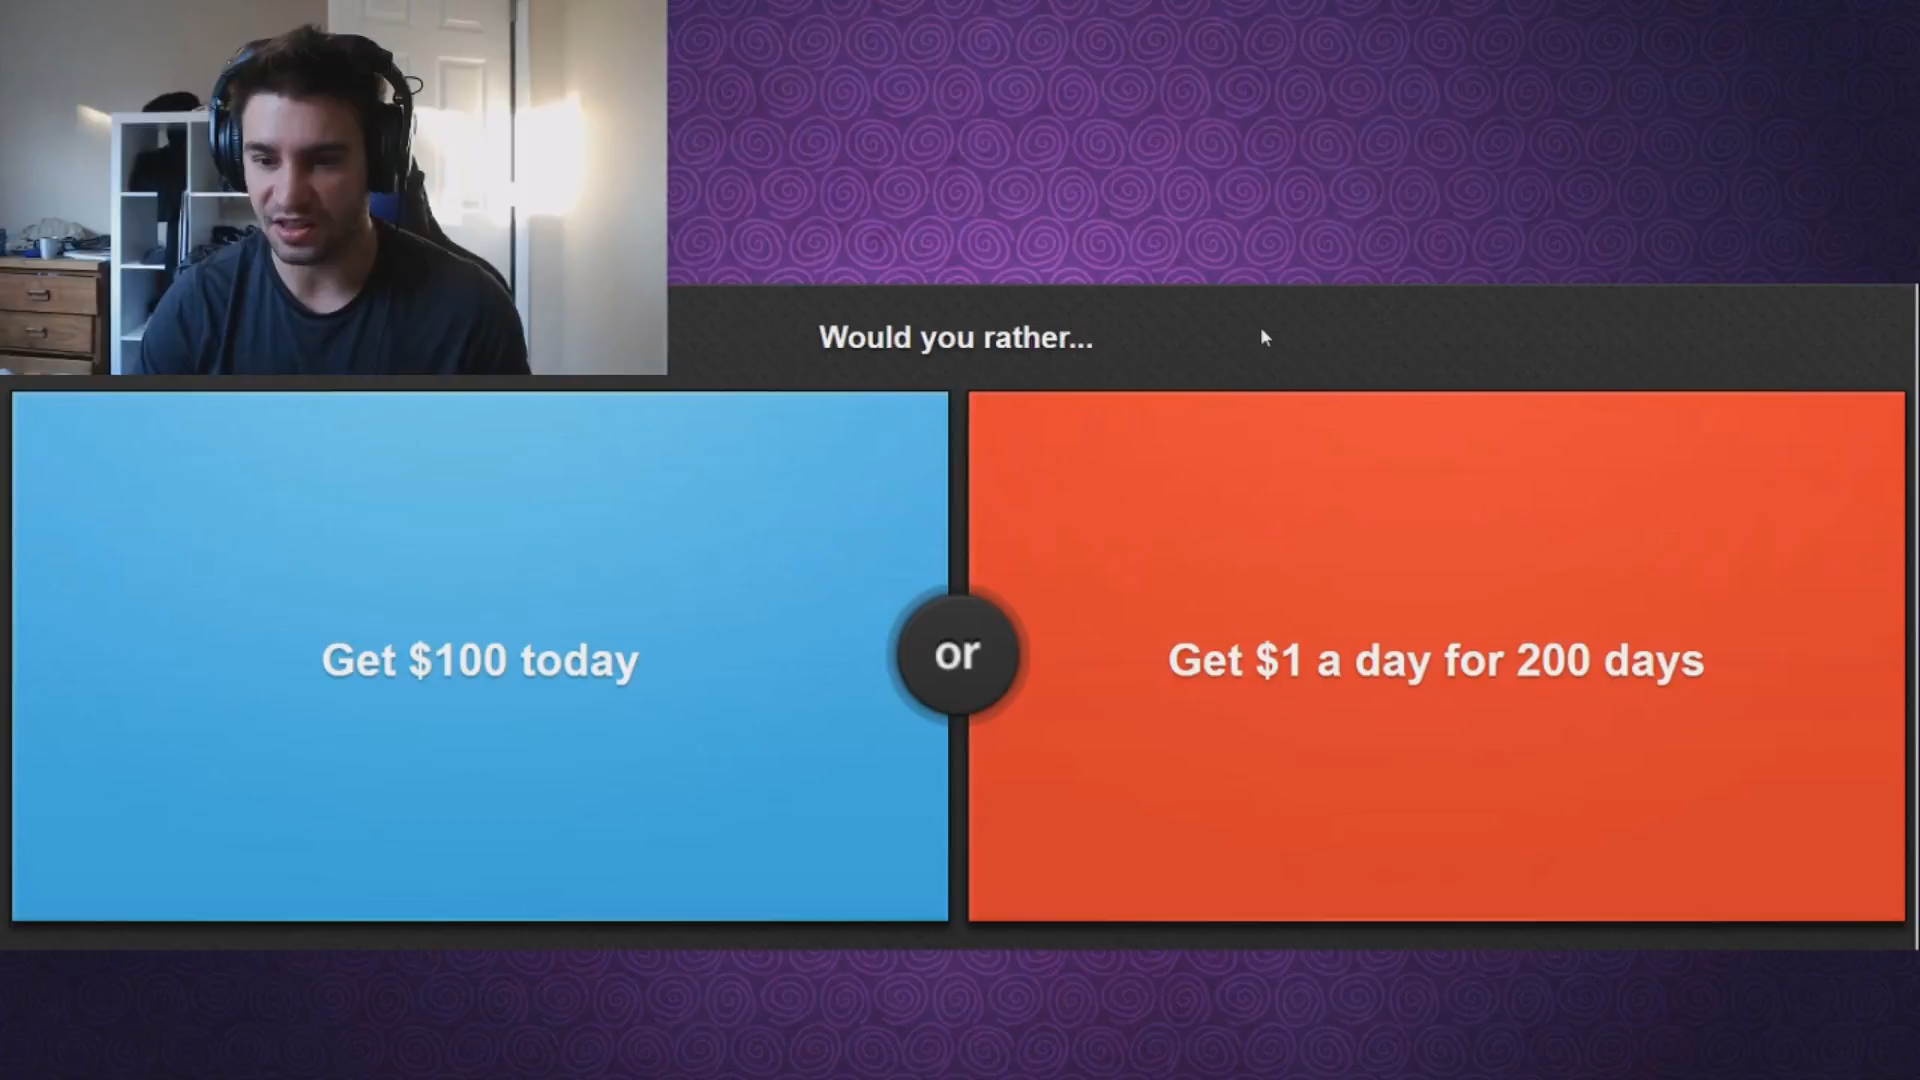 Would you rather...
Get $100 today
or
Get $1 a day for 200 days